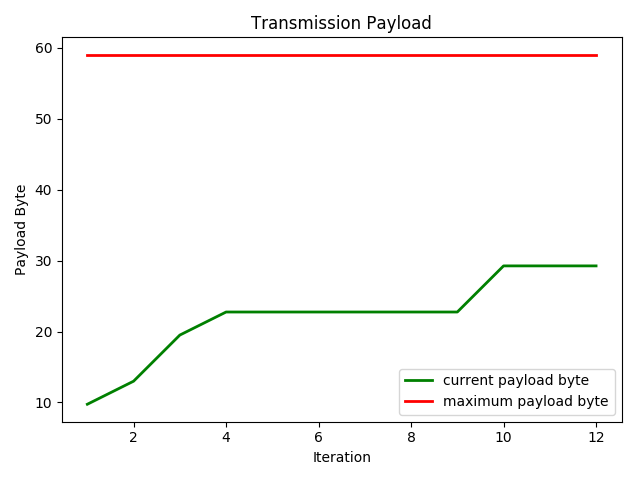 Transmission Payload
60
50
40
30
20
10
Payload Byte
current payload byte
maximum payload byte
2 4 6 8 10 12
Iteration